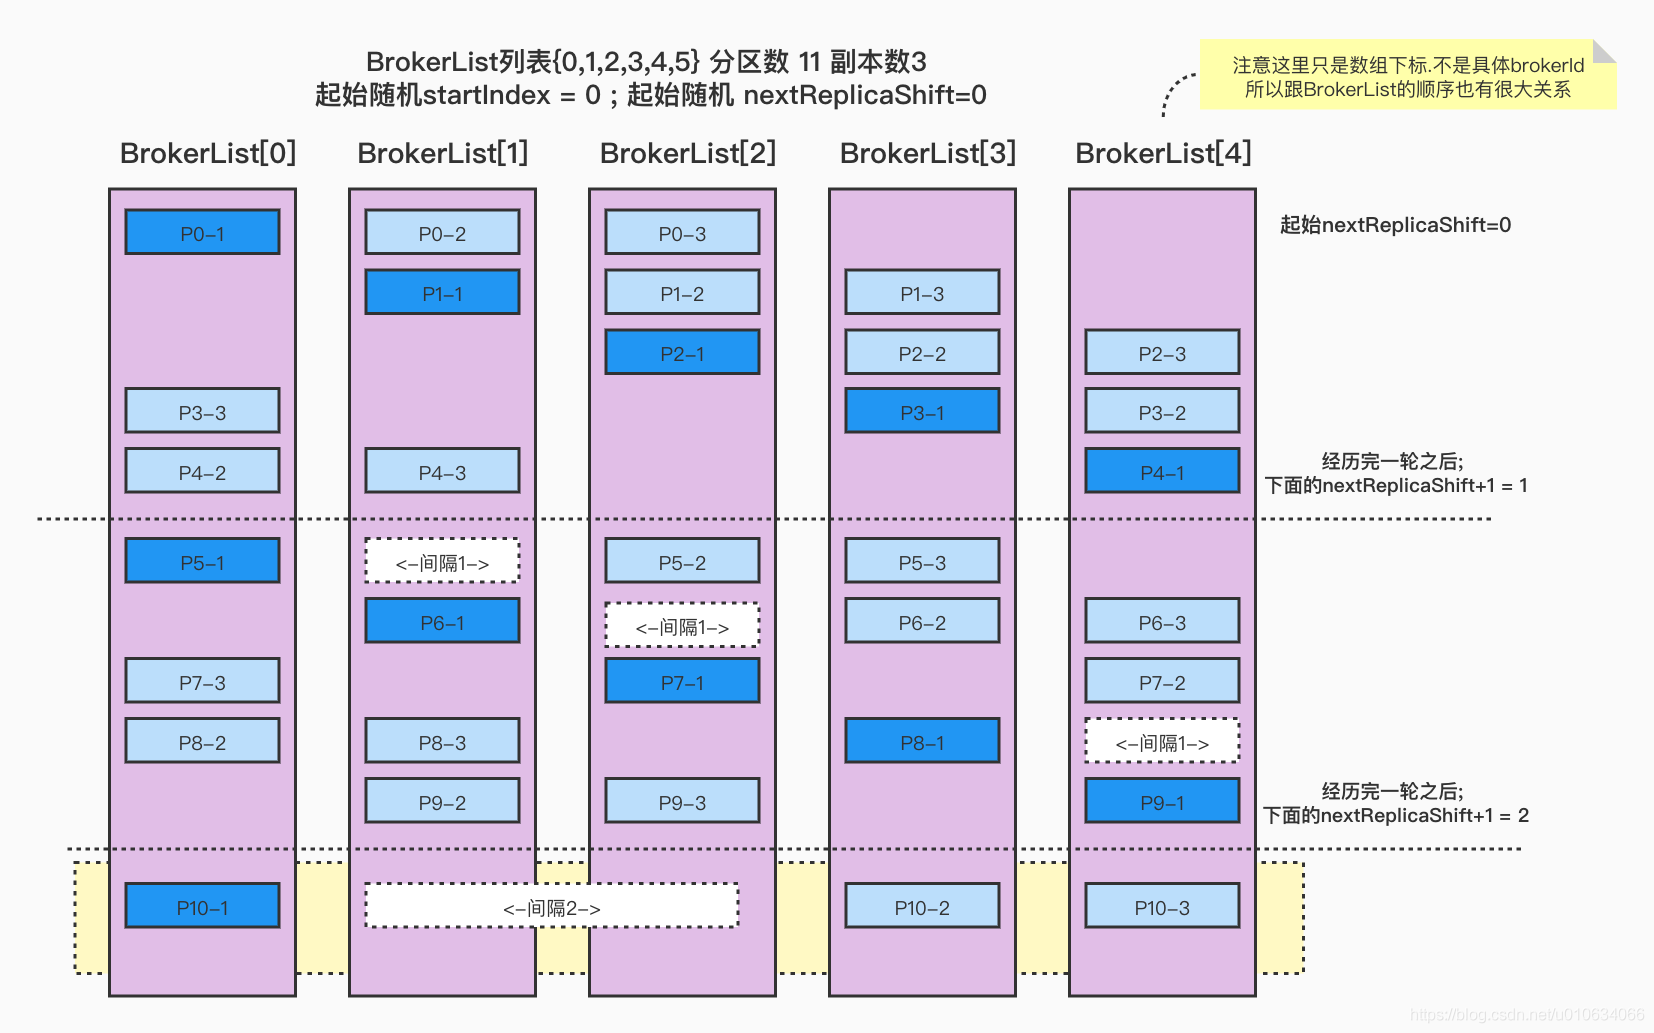 BrokerList列表{0,1,2,3,4,5} 分区数 11 副本数3
起始随机startIndex = 0 ; 起始随机 nextReplicaShift=0
注意这里只是数组下标.不是具体brokerId
所以跟BrokerList的顺序也有很大关系
BrokerList[0] BrokerList[1] BrokerList[2] BrokerList[3] BrokerList[4]
P0-1 P0-2 P0-3 起始nextReplicaShift=0
P1-1 P1-2 P1-3
P2-1 P2-2 P2-3
P3-3 P3-1 P3-2
P4-2 P4-3 P4-1
经历完一轮之后;
下面的nextReplicaShift+1 = 1
P5-1 <-间隔1-> P5-2 P5-3
P6-1 <-间隔1-> P6-2 P6-3
P7-3 P7-1 P7-2
P8-2 P8-3 P8-1 <-间隔1->
P9-2 P9-3 P9-1
经历完一轮之后;
下面的nextReplicaShift+1 = 2
P10-1 <-间隔2-> P10-2 P10-3
https://blog.csdn.net/u010634066